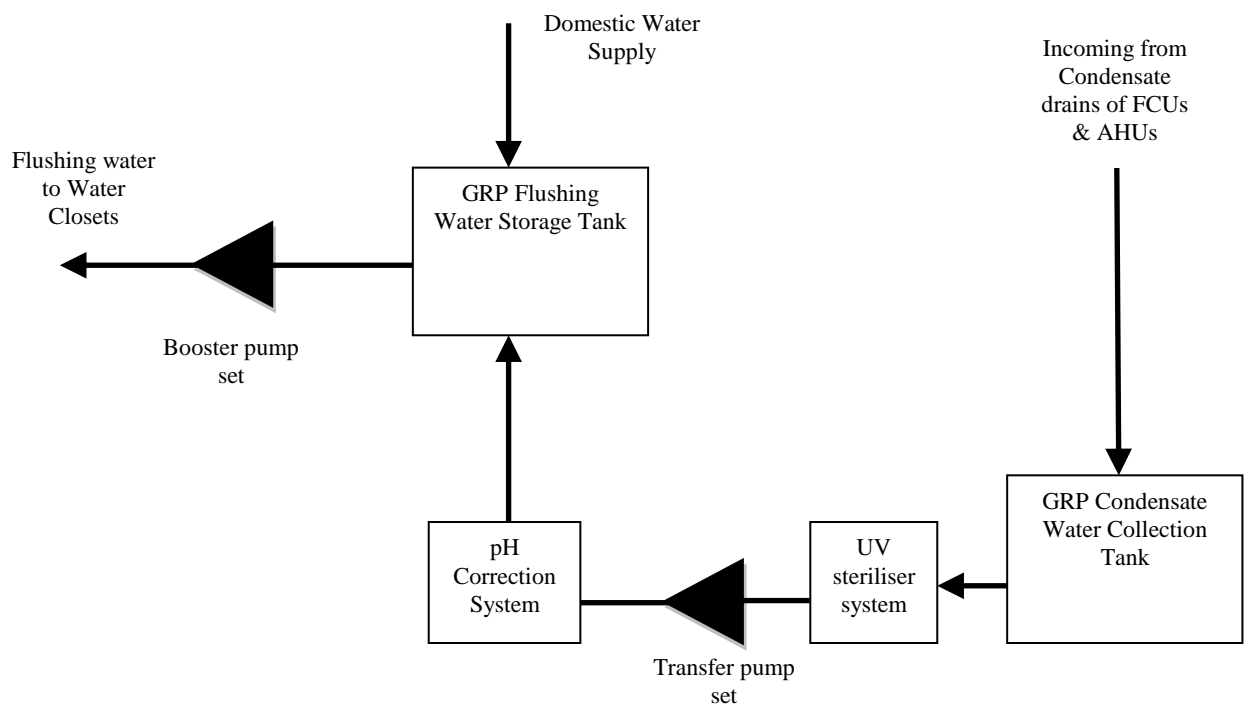 Domestic Water
Supply
Incoming from
Condensate
drains of FCUs
& AHUs
Flushing water
to Water
Closets
GRP Flushing
Water Storage Tank
Booster pump
set
GRP Condensate
Water Collection
Tank
UV
steriliser
system
pH
Correction
System
Transfer pump
set